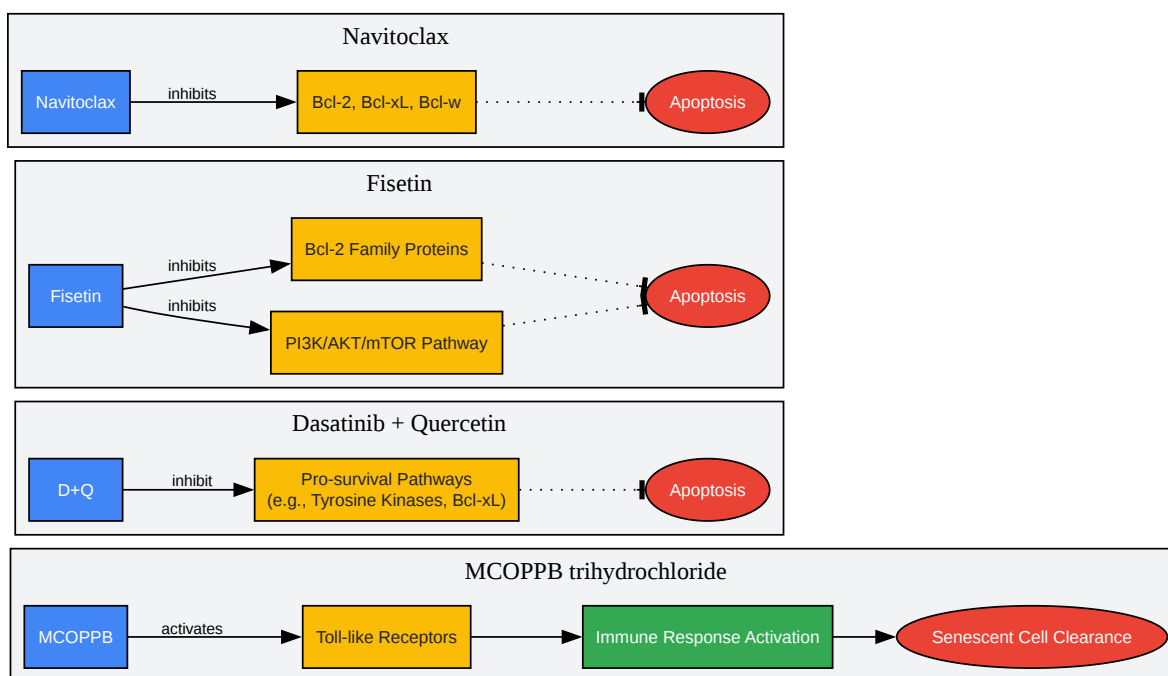 Navitoclax
Navitoclax
inhibits
Bcl-2, Bcl-xL, Bcl-w
Apoptosis
Fisetin
Fisetin
inhibits
Bcl-2 Family Proteins
inhibits
PI3K/AKT/mTOR Pathway
Apoptosis
Dasatinib + Quercetin
D+Q
inhibit
Pro-survival Pathways
(e.g., Tyrosine Kinases, Bcl-xL)
Apoptosis
MCOPPB trihydrochloride
MCOPPB
activates
Toll-like Receptors
Immune Response Activation
Senescent Cell Clearance